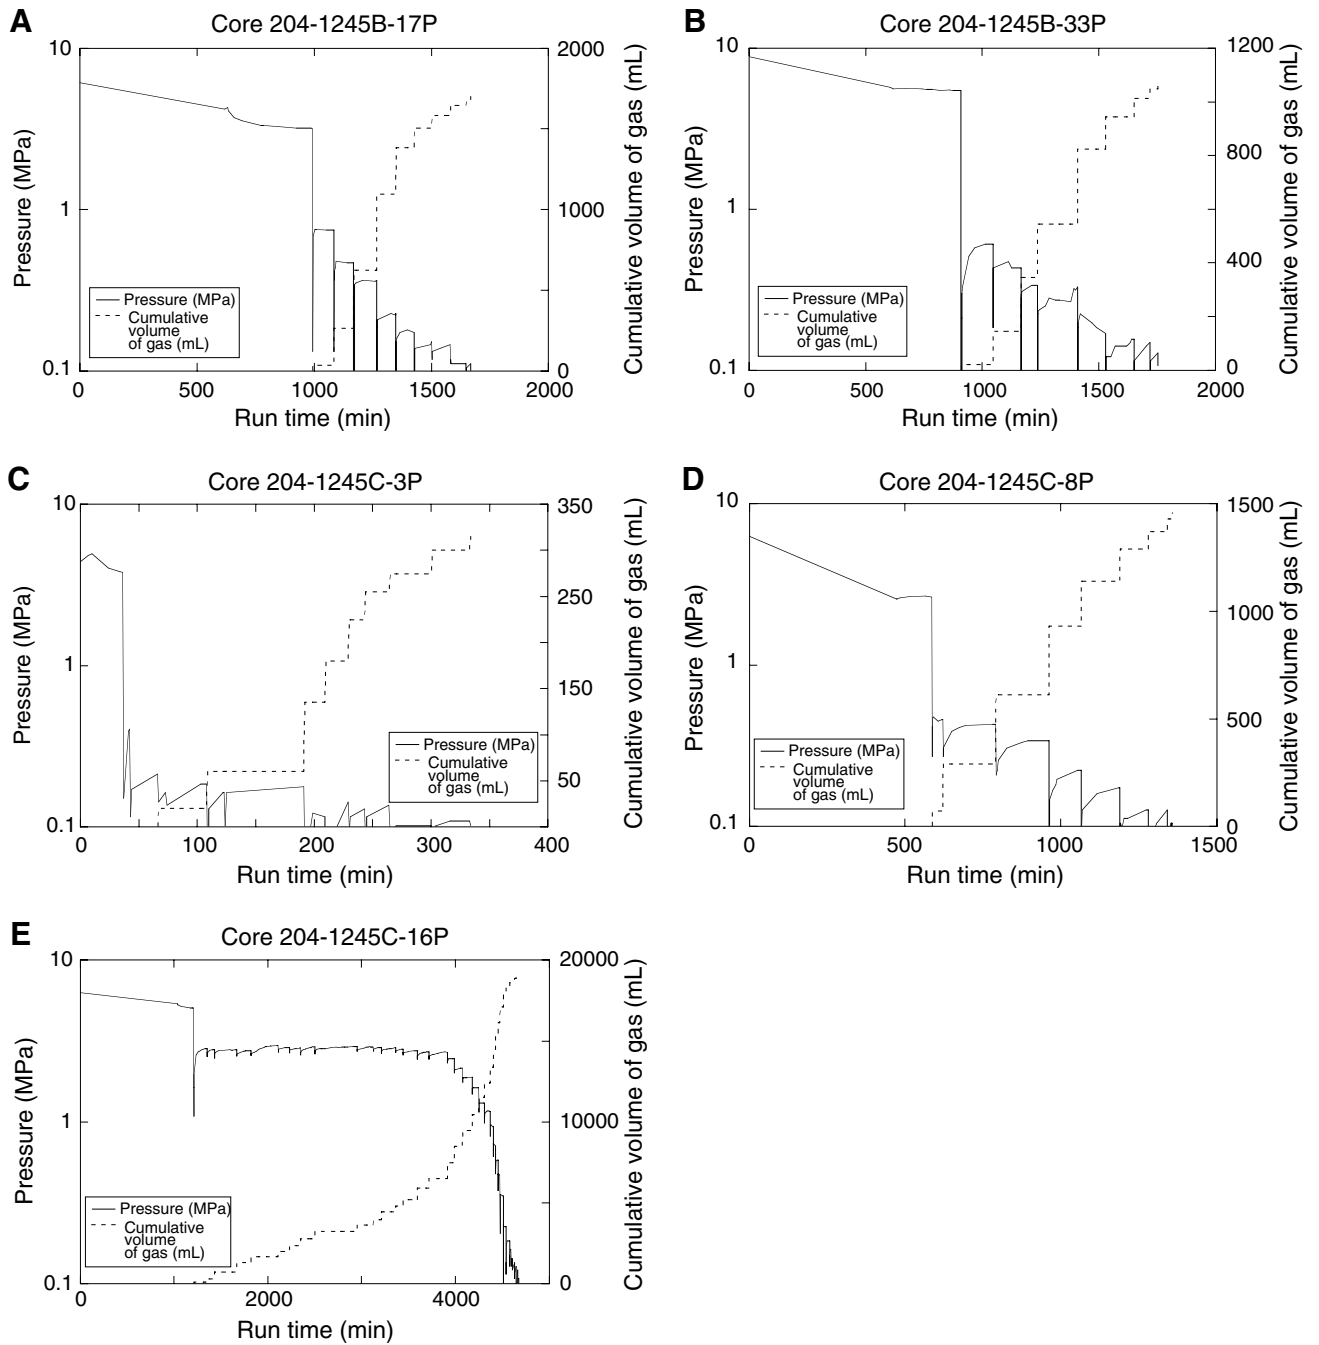 A
Core 204-1245B-17P
10
1
0.1
2000
1000
0
0
500
1000
1500
2000
Pressure (MPa)
Cumulative volume of gas (mL)
Run time (min)
Pressure (MPa)
Cumulative
volume
of gas (mL)
B
Core 204-1245B-33P
10
1
0.1
1200
800
400
0
0
500
1000
1500
2000
Pressure (MPa)
Cumulative volume of gas (mL)
Run time (min)
Pressure (MPa)
Cumulative
volume
of gas (mL)
C
Core 204-1245C-3P
10
1
0.1
350
250
150
50
0
100
200
300
400
Pressure (MPa)
Cumulative volume of gas (mL)
Run time (min)
Pressure (MPa)
Cumulative
volume
of gas (mL)
D
Core 204-1245C-8P
10
1
0.1
1500
1000
500
0
0
500
1000
1500
Pressure (MPa)
Cumulative volume of gas (mL)
Run time (min)
Pressure (MPa)
Cumulative
volume
of gas (mL)
E
Core 204-1245C-16P
10
1
0.1
20000
10000
0
0
2000
4000
Pressure (MPa)
Cumulative volume of gas (mL)
Run time (min)
Pressure (MPa)
Cumulative
volume
of gas (mL)